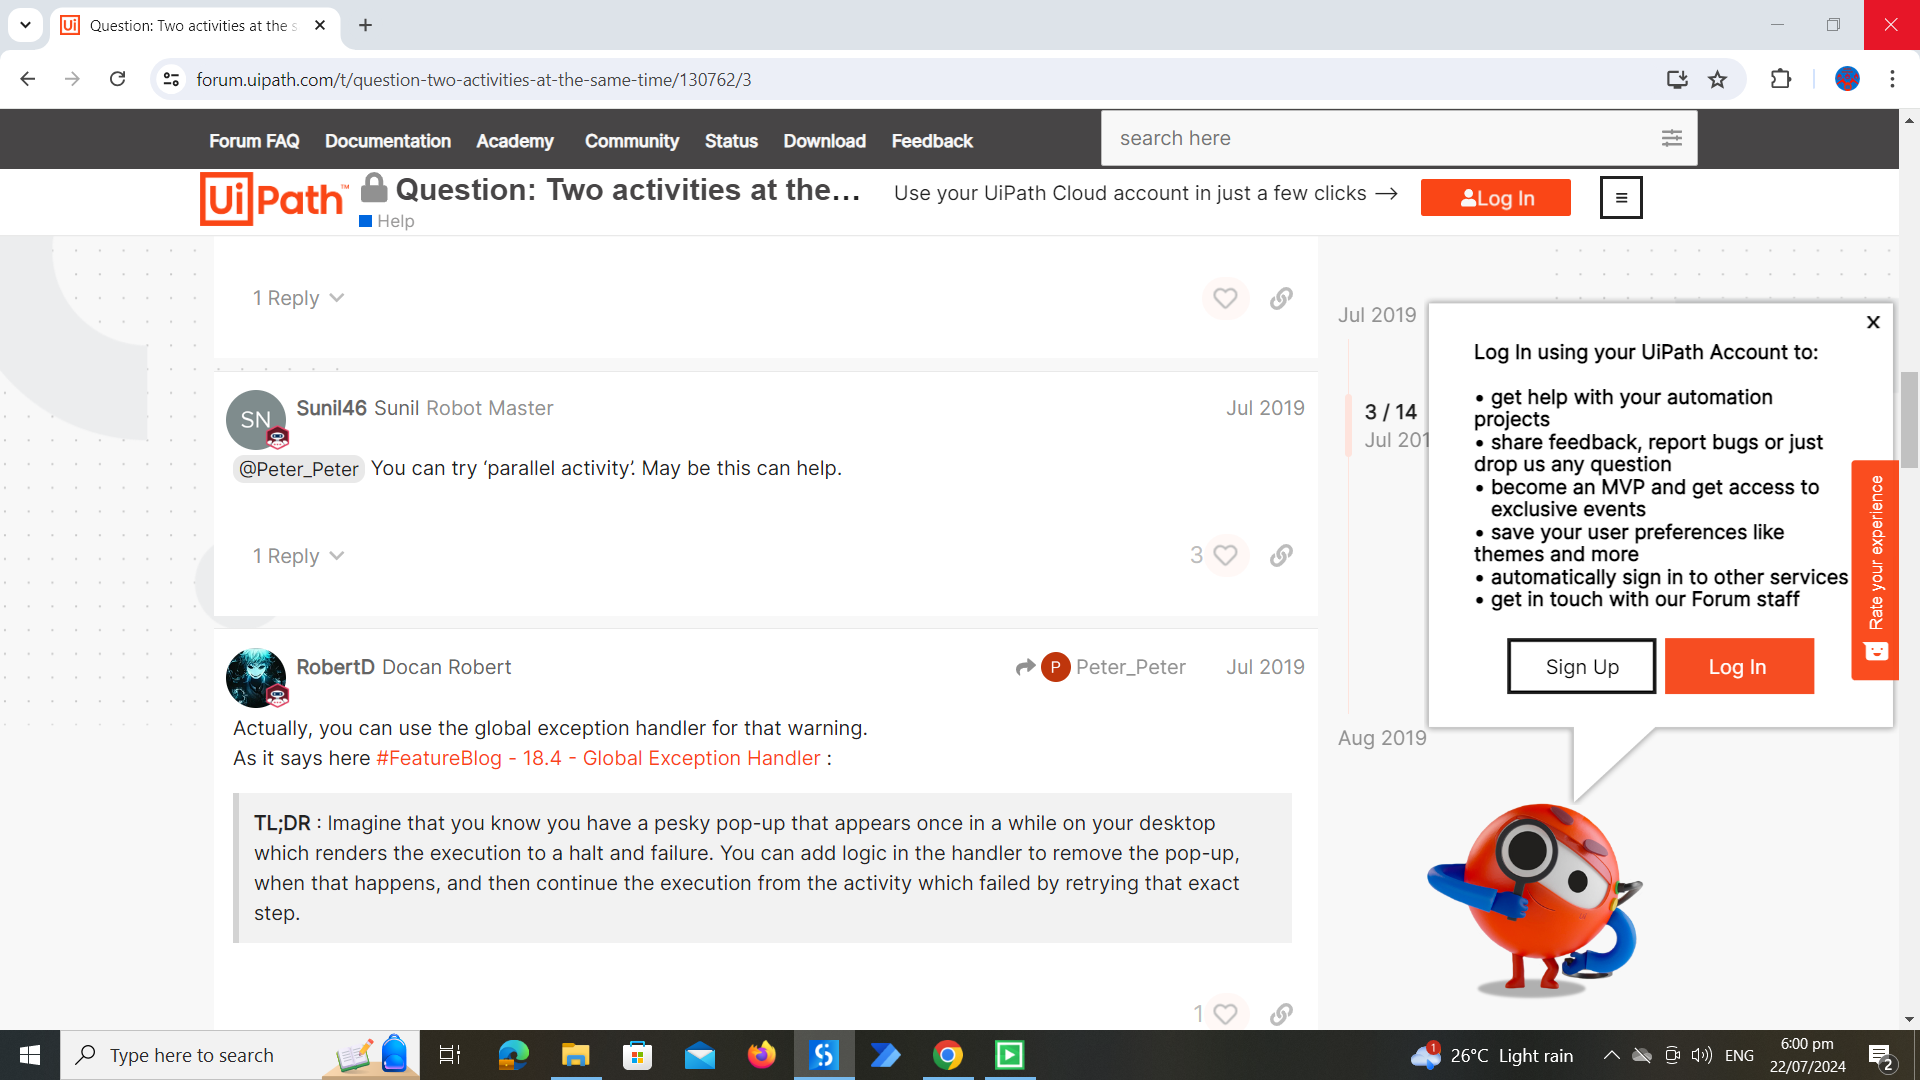 Question: Two activities at the s
forum.uipath.com/t/question-two-activities-at-the-same-time/130762/3
Forum FAQ Documentation Academy Community Status Download Feedback
search here
UiPath™ Question: Two activities at the...
Use your UiPath Cloud account in just a few clicks →
Log In
Help
1 Reply
SN
Sunil46 Sunil Robot Master Jul 2019
@Peter_Peter You can try ‘parallel activity’. May be this can help.
1 Reply 3
RobertD Docan Robert P Peter_Peter Jul 2019
Actually, you can use the global exception handler for that warning.
As it says here #FeatureBlog - 18.4 - Global Exception Handler :
TL;DR : Imagine that you know you have a pesky pop-up that appears once in a while on your desktop
which renders the execution to a halt and failure. You can add logic in the handler to remove the pop-up,
when that happens, and then continue the execution from the activity which failed by retrying that exact
step.
1
Jul 2019
3 / 14
Jul 201
Aug 2019
x
Log In using your UiPath Account to:
• get help with your automation
projects
• share feedback, report bugs or just
drop us any question
• become an MVP and get access to
exclusive events
• save your user preferences like
themes and more
• automatically sign in to other services
• get in touch with our Forum staff
Sign Up Log In
Rate your experience
Type here to search
1 26°C Light rain
ENG
6:00 pm
22/07/2024
2